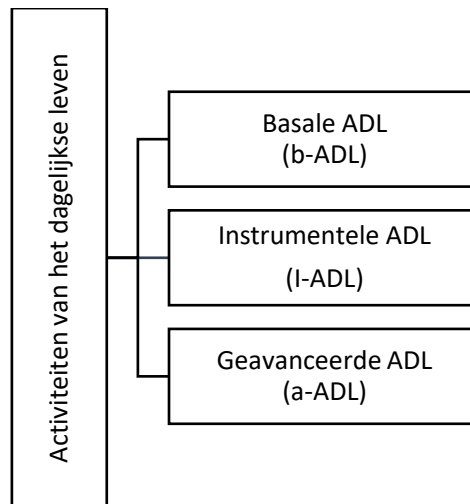 Activiteiten van het dagelijkse leven
Basale ADL
(b-ADL)
Instrumentele ADL
(I-ADL)
Geavanceerde ADL
(a-ADL)